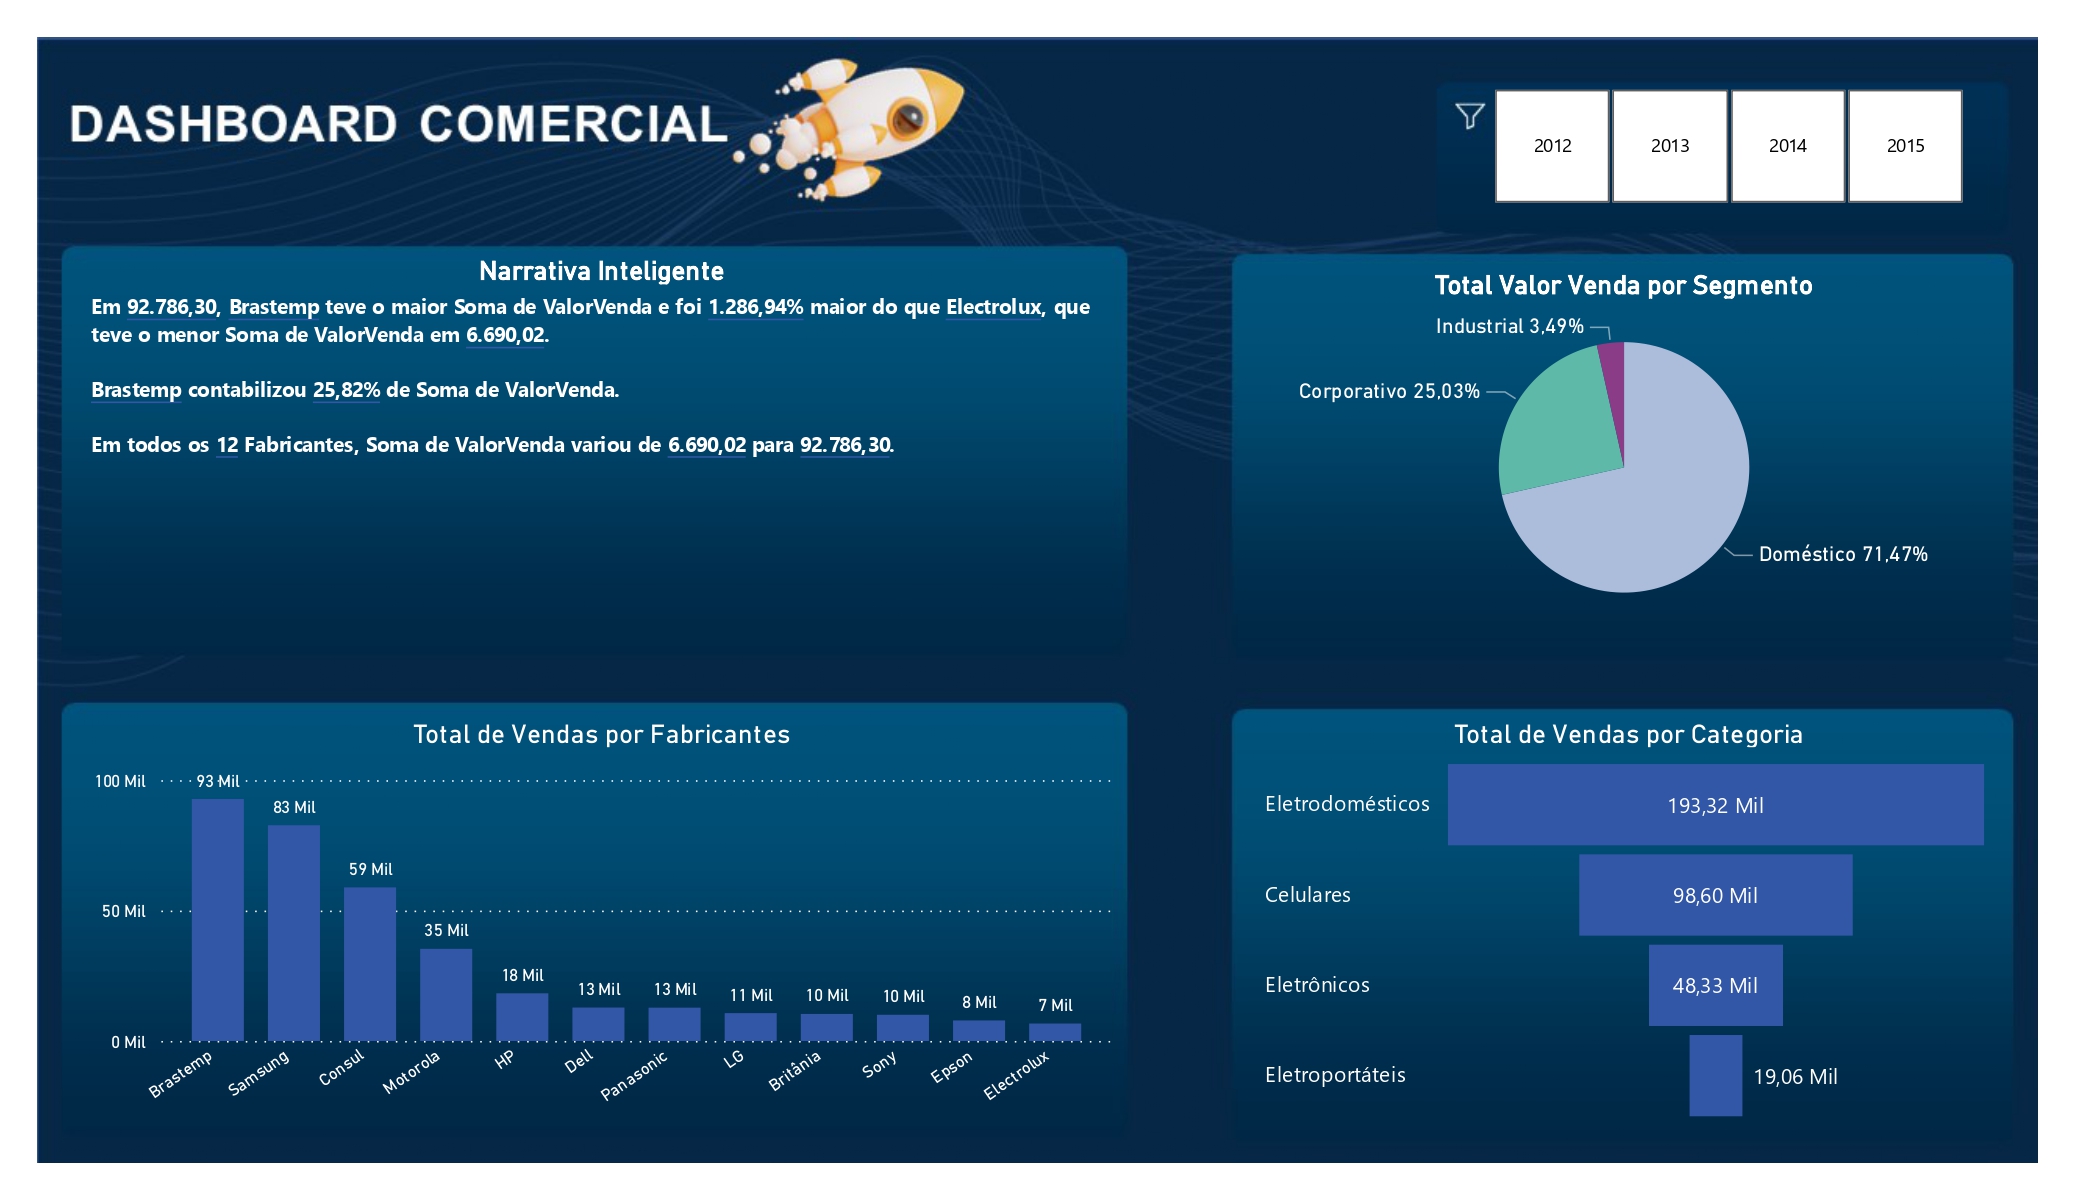 DASHBOARD COMERCIAL
2012
2013
2014
2015
Narrativa Inteligente
Em 92.786,30, Brastemp teve o maior Soma de ValorVenda e foi 1.286,94% maior do que Electrolux, que
teve o menor Soma de ValorVenda em 6.690,02.
Brastemp contabilizou 25,82% de Soma de ValorVenda.
Em todos os 12 Fabricantes, Soma de ValorVenda variou de 6.690,02 para 92.786,30.
Total Valor Venda por Segmento
Industrial 3,49%
Corporativo 25,03%
Doméstico 71,47%
Total de Vendas por Fabricantes
100 Mil
50 Mil
0 Mil
93 Mil
83 Mil
59 Mil
35 Mil
18 Mil
13 Mil
13 Mil
11 Mil
10 Mil
10 Mil
8 Mil
7 Mil
Brastemp
Samsung
Consul
Motorola
HP
Dell
Panasonic
LG
Britânia
Sony
Epson
Electrolux
Total de Vendas por Categoria
Eletrodomésticos 193,32 Mil
Celulares 98,60 Mil
Eletrônicos 48,33 Mil
Eletroportáteis 19,06 Mil